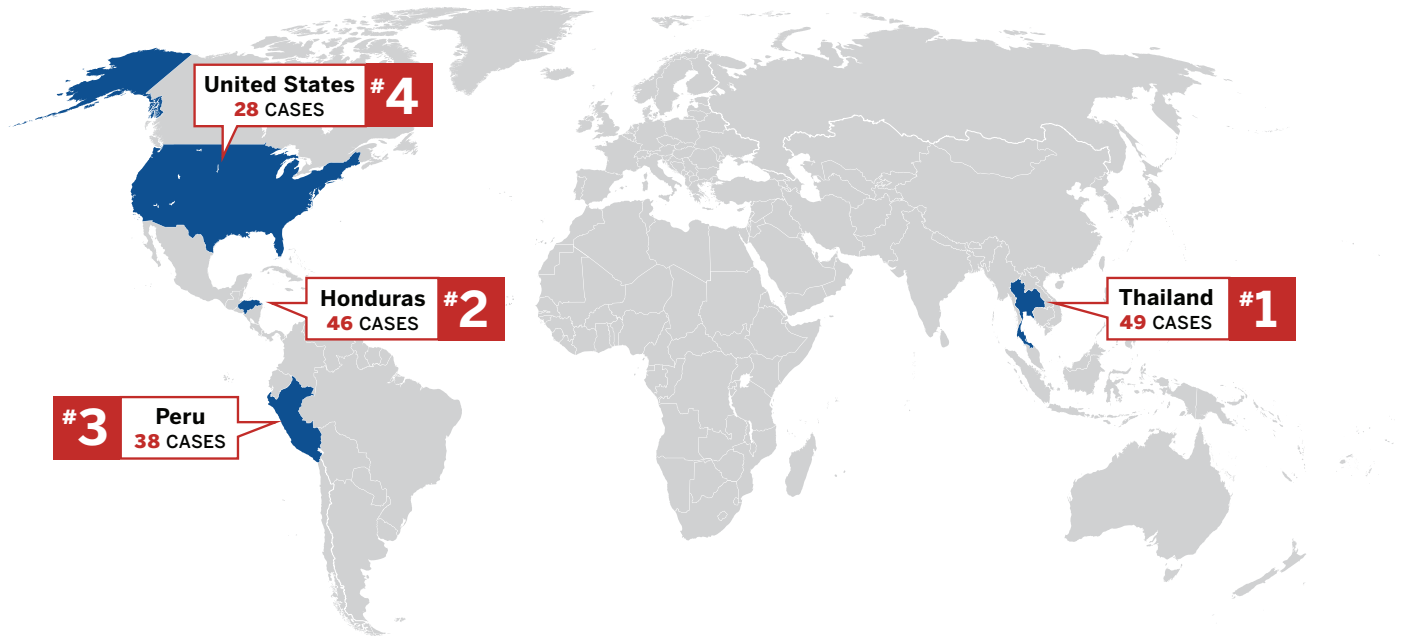 United States
28 CASES
#4
Honduras
46 CASES
#2
Thailand
49 CASES
#1
#3
Peru
38 CASES